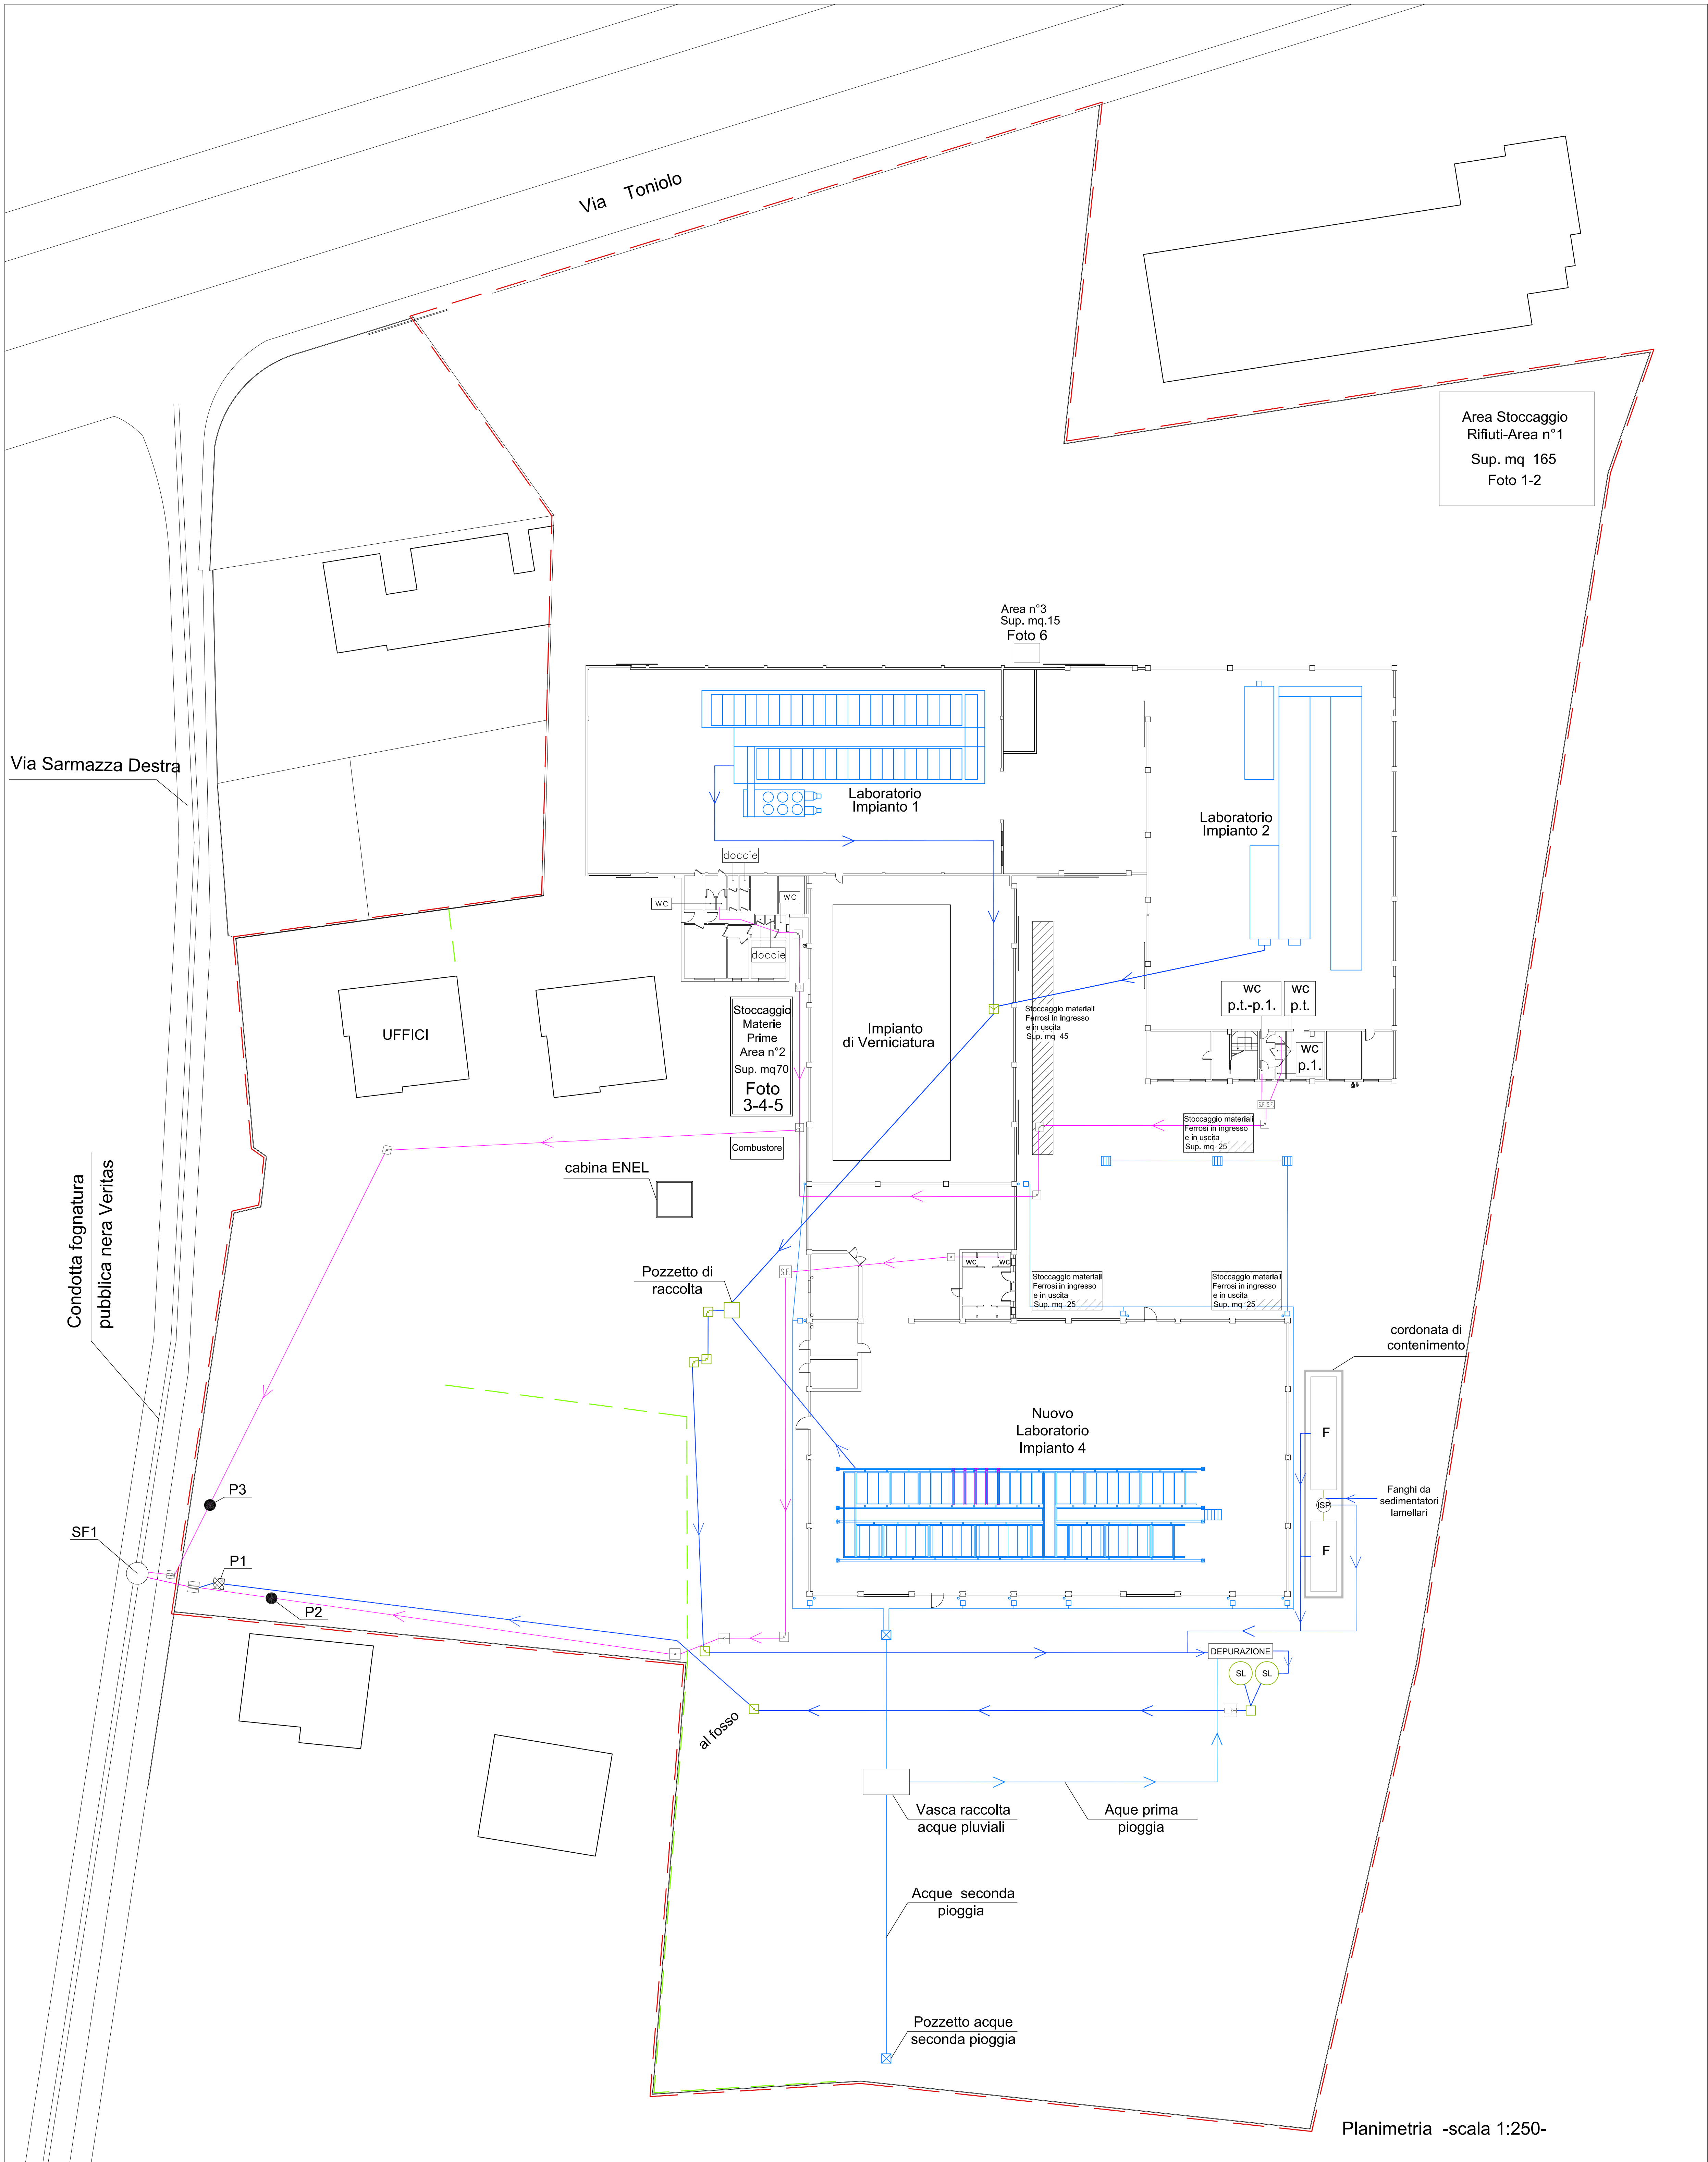 Via Toniolo
Area Stoccaggio
Rifiuti-Area n°1
Sup. mq 165
Foto 1-2
Area n°3
Sup. mq.15
Foto 6
Via Sarmazza Destra
Laboratorio
Impianto 1
Laboratorio
Impianto 2
doccie
WC
WC
doccie
Stoccaggio
Materie
Prime
Area n°2
Sup. mq70
Foto
3-4-5
Impianto
di Verniciatura
Stoccaggio materiali
Ferrosi in ingresso
e in uscita
Sup. mq 45
wc
p.t.-p.1.
wc
p.t.
wc
p.1.
UFFICI
S.F.
S.F.
S.F.
Stoccaggio materiali
Ferrosi in ingresso
e in uscita
Sup. mq 25
Combustore
cabina ENEL
Condotta fognatura
pubblica nera Veritas
WC
WC
S.F.
Pozzetto di
raccolta
Stoccaggio materiali
Ferrosi in ingresso
e in uscita
Sup. mq 25
Stoccaggio materiali
Ferrosi in ingresso
e in uscita
Sup. mq 25
cordonata di
contenimento
Nuovo
Laboratorio
Impianto 4
F
Fanghi da
sedimentatori
lamellari
ISP
F
P3
SF1
P1
P2
DEPURAZIONE
SL
SL
al fosso
Vasca raccolta
acque pluviali
Aque prima
pioggia
Acque seconda
pioggia
Pozzetto acque
seconda pioggia
Planimetria -scala 1:250-